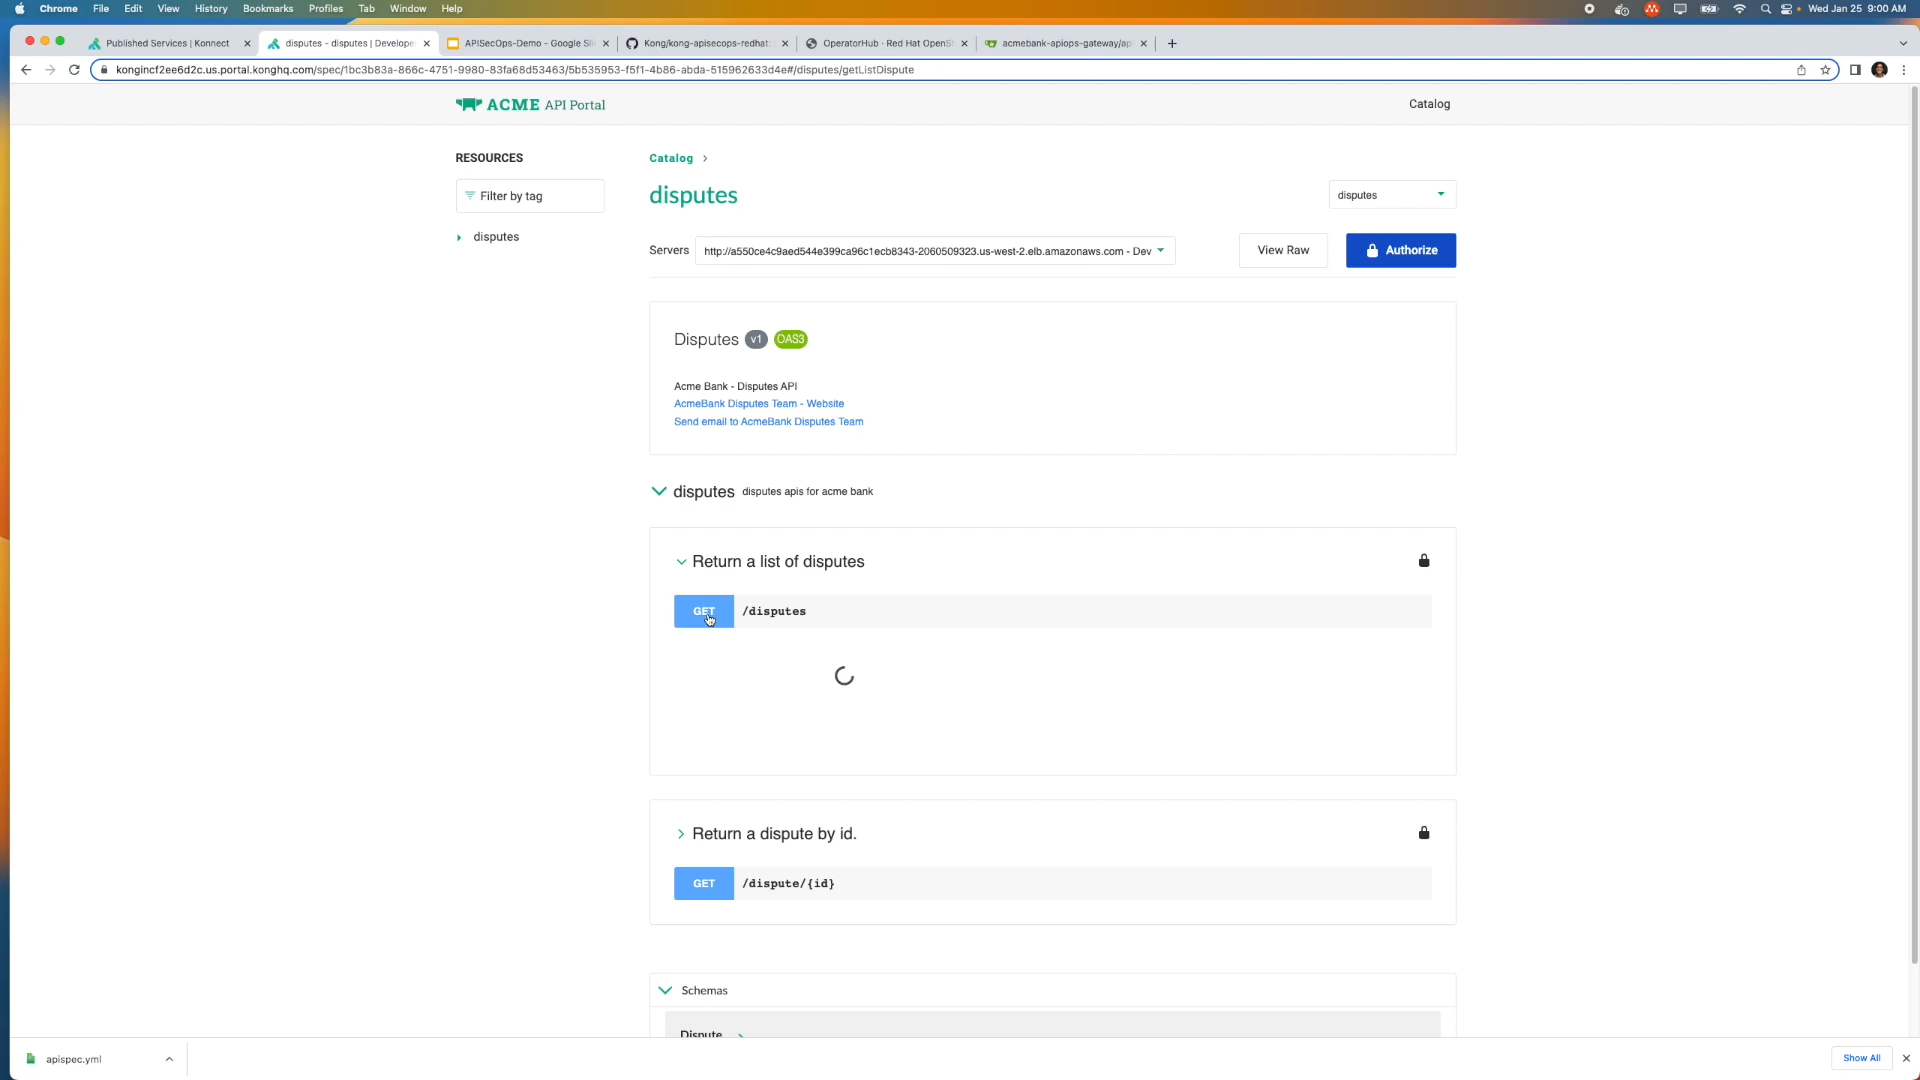 Chrome File Edit View History Bookmarks Profiles Tab Window Help
Wed Jan 25 9:00 AM
Published Services | Konnect
disputes - disputes | Develope
APISecOps-Demo - Google Sli
Kong/kong-apisecops-redhat:
OperatorHub · Red Hat OpenS
acmebank-apiops-gateway/ap
kongincf2ee6d2c.us.portal.konghq.com/spec/1bc3b83a-866c-4751-9980-83fa68d53463/5b535953-f5f1-4b86-abda-515962633d4e#/disputes/getListDispute
ACME API Portal
Catalog
RESOURCES
Filter by tag
disputes
Catalog >
disputes
disputes
Servers
http://a550ce4c9aed544e399ca96c1ecb8343-2060509323.us-west-2.elb.amazonaws.com - Dev
View Raw
Authorize
Disputes v1 OAS3
Acme Bank - Disputes API
AcmeBank Disputes Team - Website
Send email to AcmeBank Disputes Team
disputes disputes apis for acme bank
Return a list of disputes
GET /disputes
Return a dispute by id.
GET /dispute/{id}
Schemas
Dispute
apispec.yml
Show All